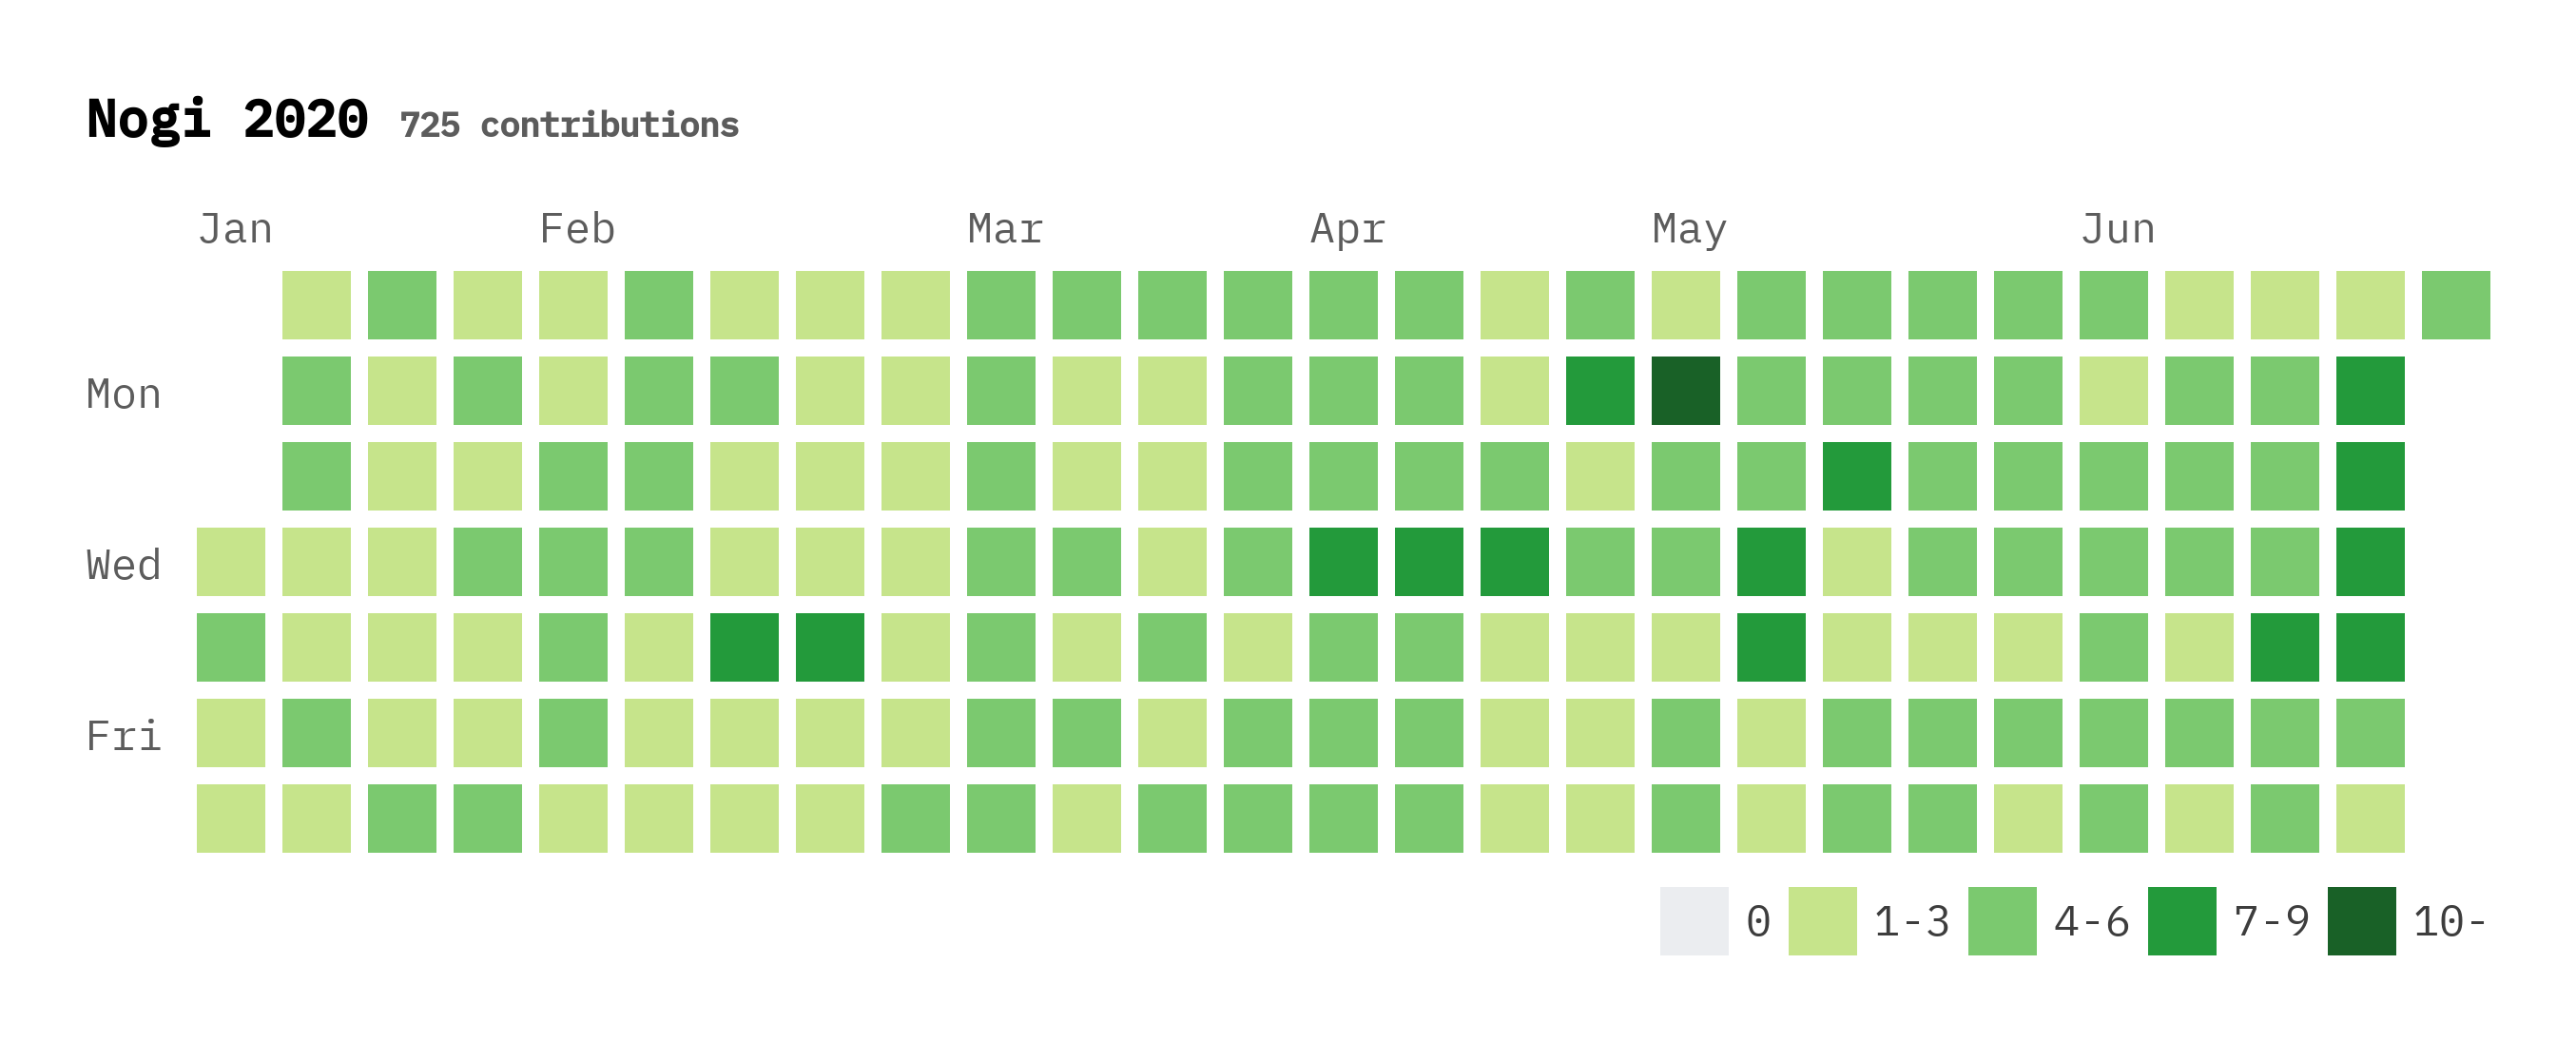 Nogi 2020 725 contributions
Jan Feb Mar Apr May Jun
Mon
Wed
Fri
0 1-3 4-6 7-9 10-